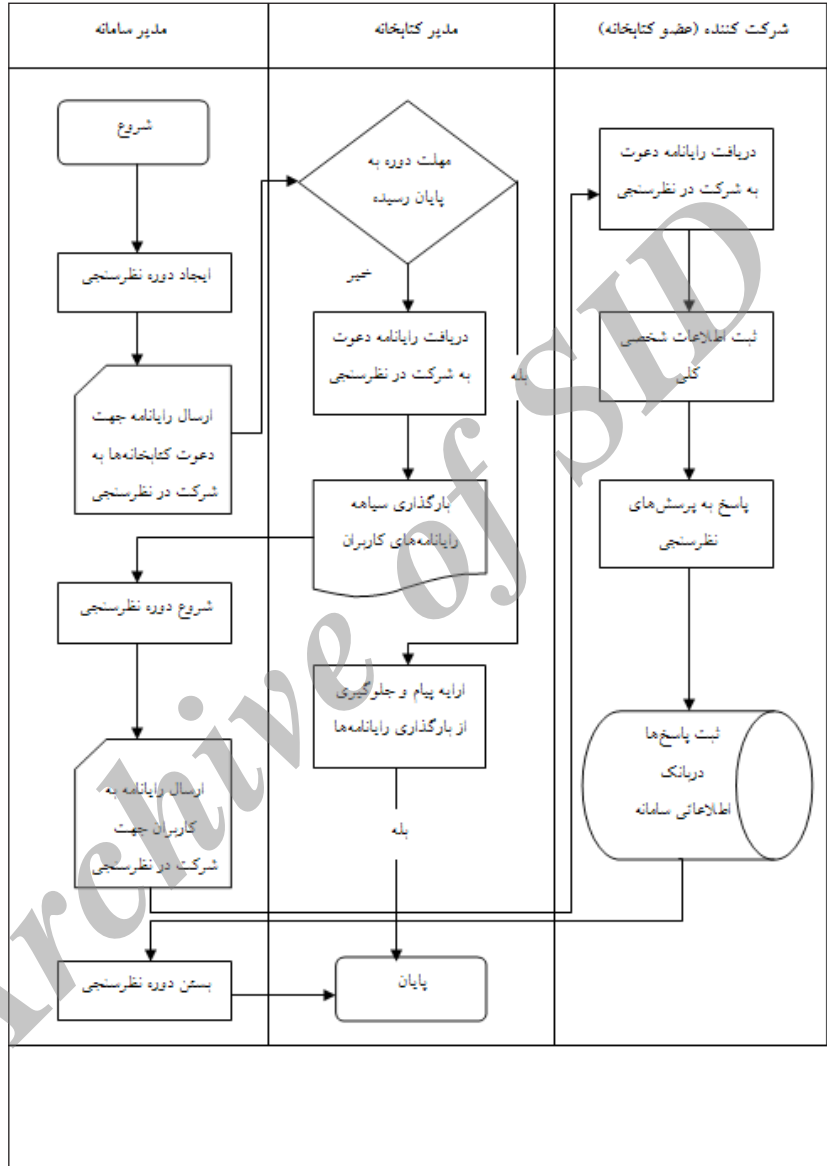 شرکت کننده (عضو کتابخانه)
مدیر کتابخانه
مدیر سامانه
دریافت رایانامه دعوت
به شرکت در نظرسنجی
ثبت اطلاعات شخصی
کلی
پاسخ به پرسش‌های
نظرسنجی
ثبت پاسخ‌ها
دربانک
اطلاعاتی سامانه
مهلت دوره به
پایان رسیده
خیر
بله
دریافت رایانامه دعوت
به شرکت در نظرسنجی
بارگذاری سیاهه
رایانامه‌های کاربران
ارایه پیام و جلوگیری
از بارگذاری رایانامه‌ها
بله
پایان
شروع
ایجاد دوره نظرسنجی
ارسال رایانامه جهت
دعوت کتابخانه‌ها به
شرکت در نظرسنجی
شروع دوره نظرسنجی
ارسال رایانامه به
کاربران جهت
شرکت در نظرسنجی
بستن دوره نظرسنجی
Archive of SID